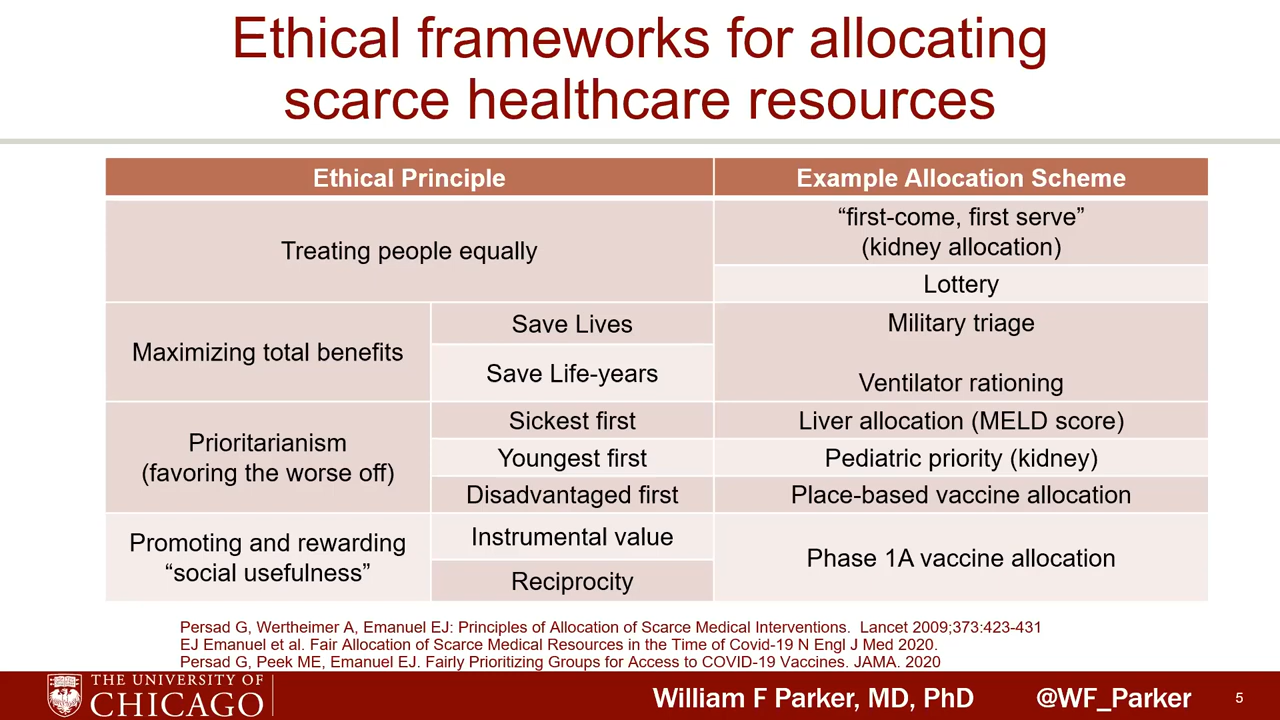 Ethical frameworks for allocating
scarce healthcare resources
Ethical Principle
Example Allocation Scheme
Treating people equally
“first-come, first serve”
(kidney allocation)
Lottery
Maximizing total benefits
Save Lives
Save Life-years
Military triage
Ventilator rationing
Prioritarianism
(favoring the worse off)
Sickest first
Liver allocation (MELD score)
Youngest first
Pediatric priority (kidney)
Disadvantaged first
Place-based vaccine allocation
Promoting and rewarding
“social usefulness”
Instrumental value
Reciprocity
Phase 1A vaccine allocation
Persad G, Wertheimer A, Emanuel EJ: Principles of Allocation of Scarce Medical Interventions. Lancet 2009;373:423-431
EJ Emanuel et al. Fair Allocation of Scarce Medical Resources in the Time of Covid-19 N Engl J Med 2020.
Persad G, Peek ME, Emanuel EJ. Fairly Prioritizing Groups for Access to COVID-19 Vaccines. JAMA. 2020
THE UNIVERSITY OF
CHICAGO
William F Parker, MD, PhD
@WF_Parker
5